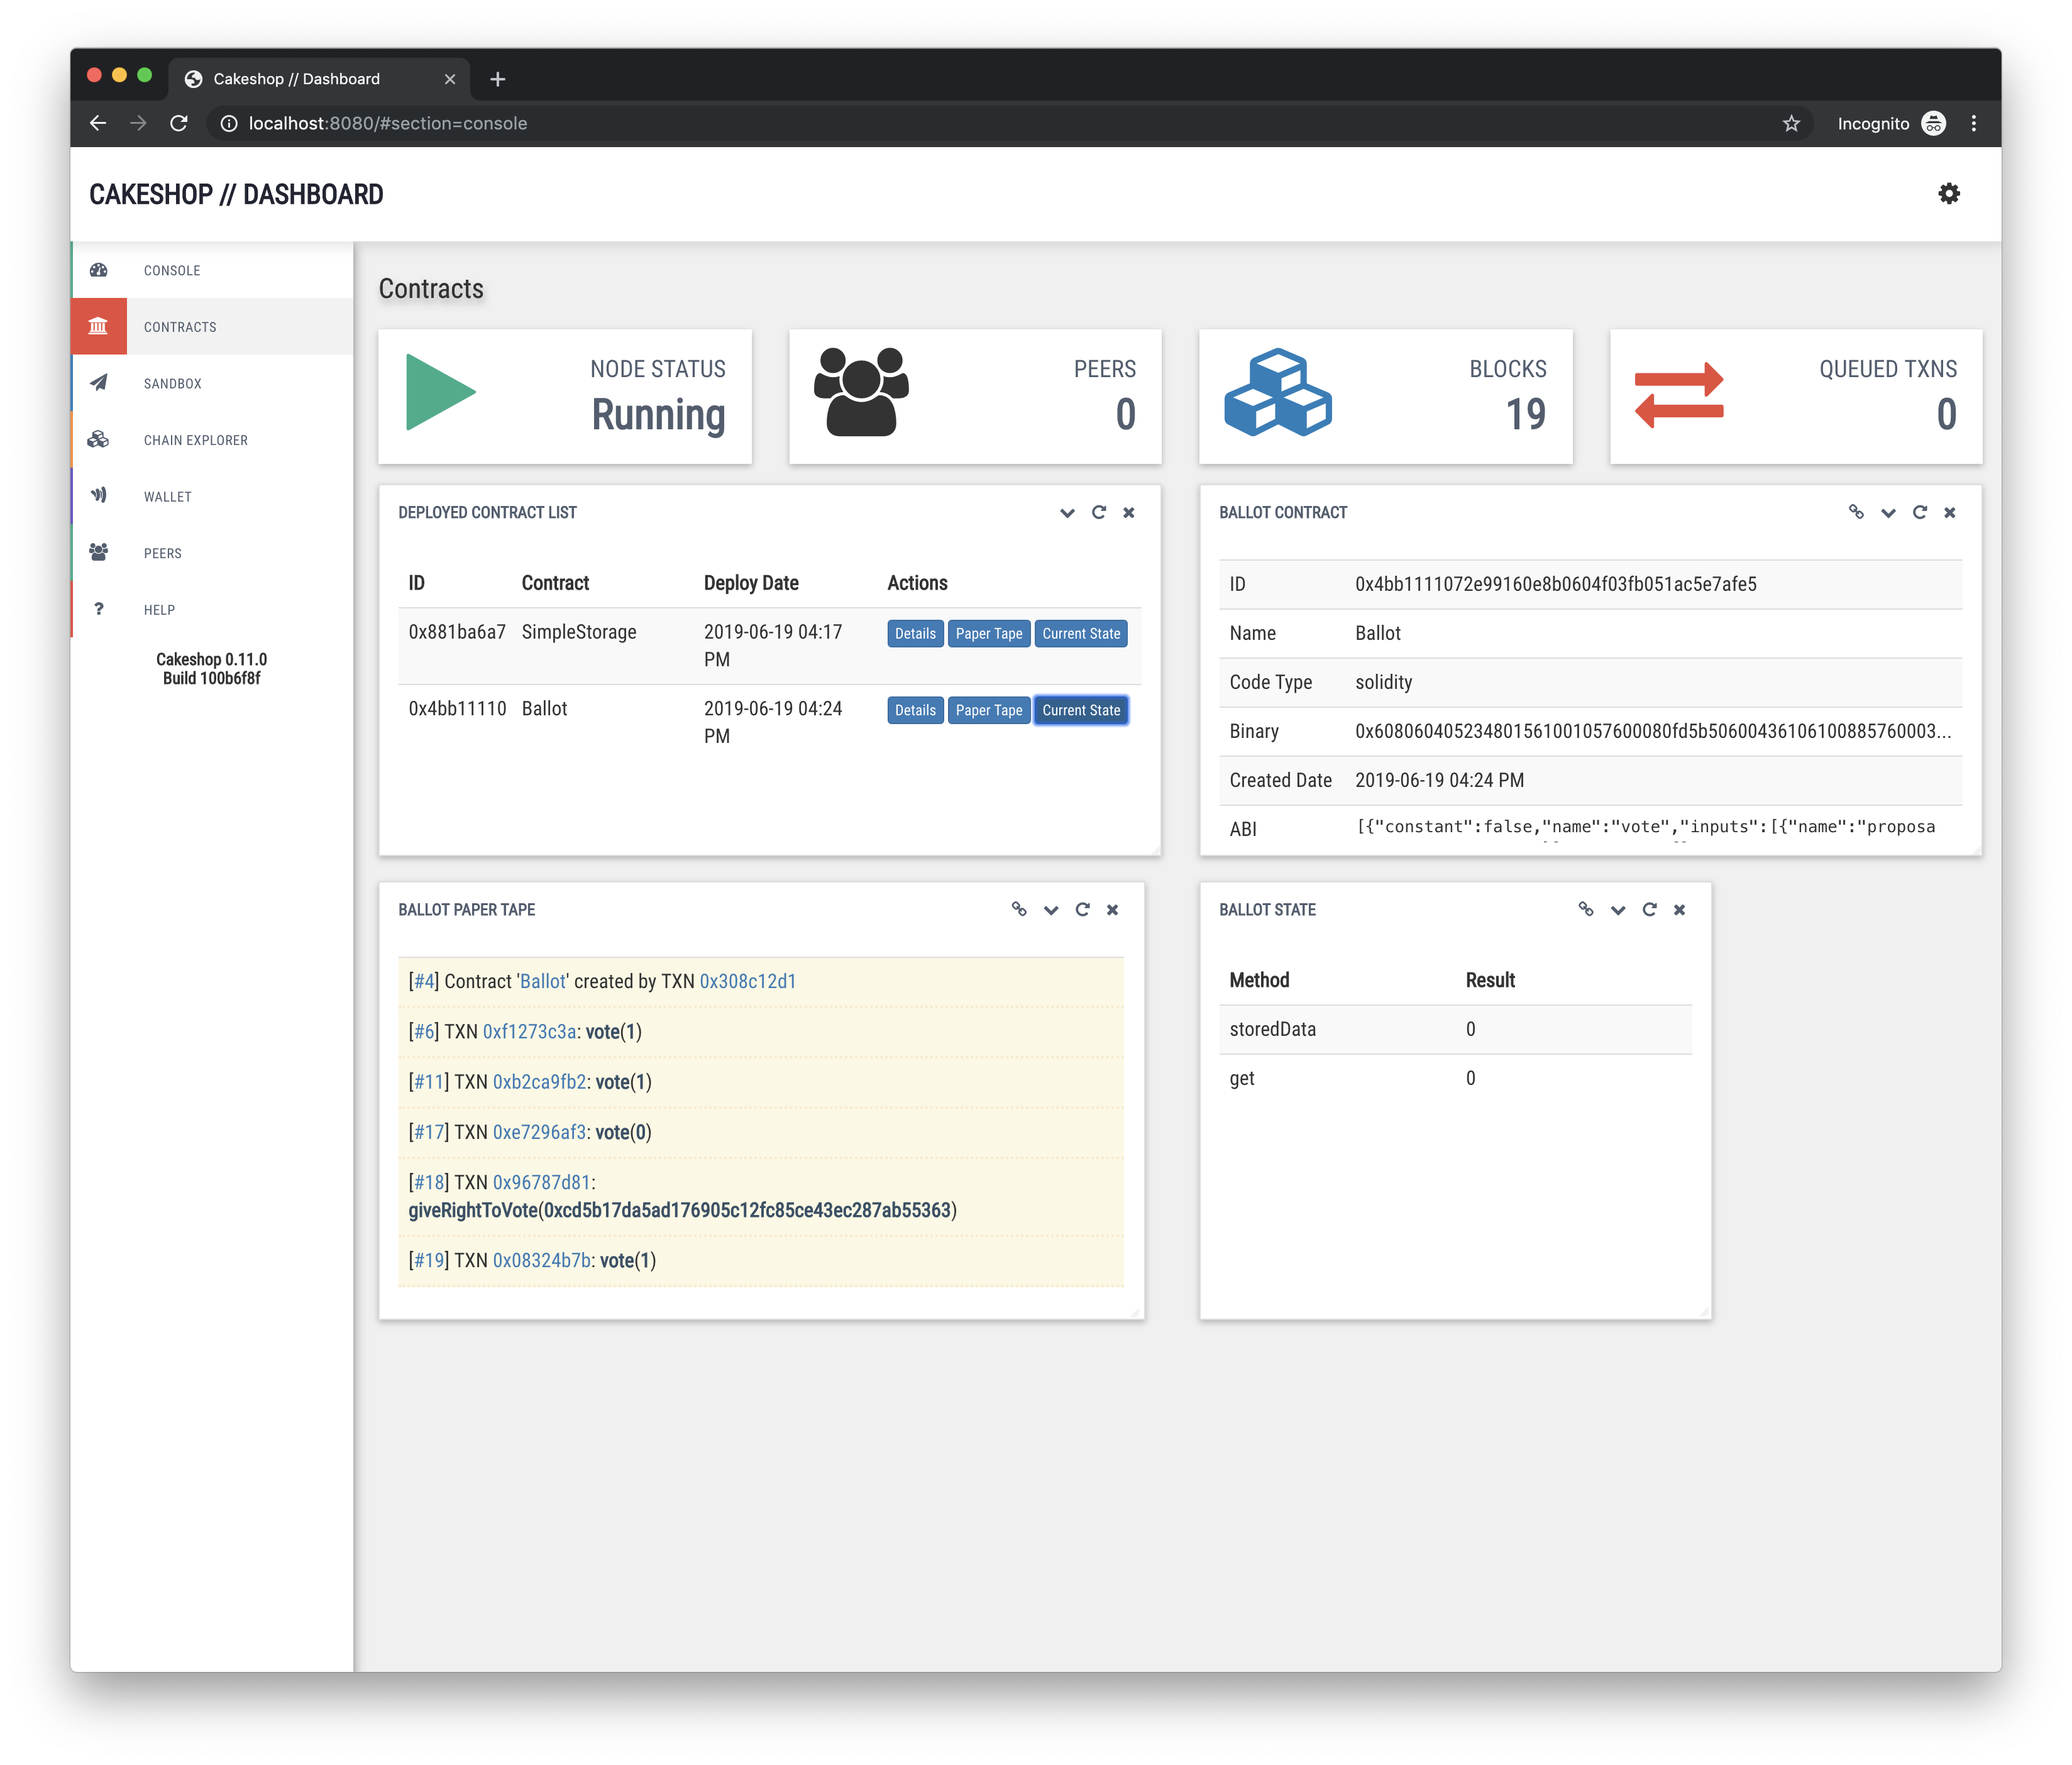 Cakeshop // Dashboard
localhost:8080/#section=console
Incognito
CAKESHOP // DASHBOARD
CONSOLE
CONTRACTS
SANDBOX
CHAIN EXPLORER
WALLET
PEERS
? HELP
Cakeshop 0.11.0
Build 100b6f8f
Contracts
NODE STATUS
Running
PEERS
0
BLOCKS
19
QUEUED TXNS
0
DEPLOYED CONTRACT LIST
ID Contract Deploy Date Actions
0x881ba6a7 SimpleStorage 2019-06-19 04:17 PM Details Paper Tape Current State
0x4bb11110 Ballot 2019-06-19 04:24 PM Details Paper Tape Current State
BALLOT CONTRACT
ID 0x4bb1111072e99160e8b0604f03fb051ac5e7afe5
Name Ballot
Code Type solidity
Binary 0x608060405234801561001057600080fd5b506004361061008857600003...
Created Date 2019-06-19 04:24 PM
ABI [{"constant":false,"name":"vote","inputs":[{"name":"proposa
BALLOT PAPER TAPE
[#4] Contract 'Ballot' created by TXN 0x308c12d1
[#6] TXN 0xf1273c3a: vote(1)
[#11] TXN 0xb2ca9fb2: vote(1)
[#17] TXN 0xe7296af3: vote(0)
[#18] TXN 0x96787d81:
giveRightToVote(0xcd5b17da5ad176905c12fc85ce43ec287ab55363)
[#19] TXN 0x08324b7b: vote(1)
BALLOT STATE
Method Result
storedData 0
get 0